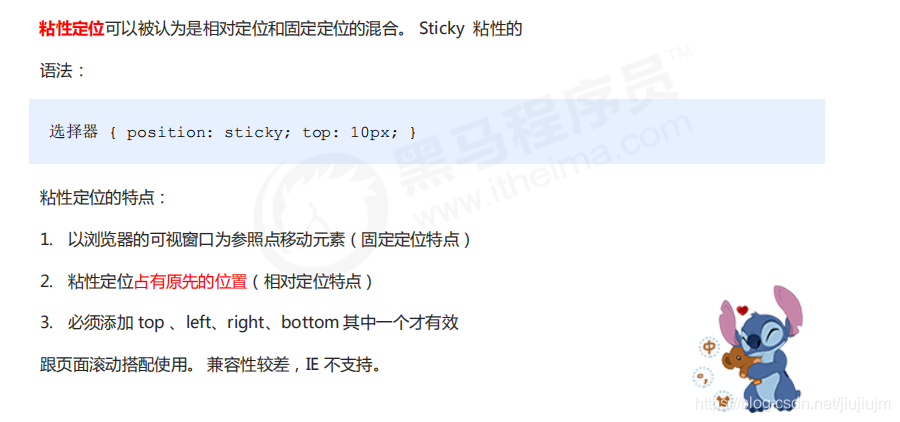 粘性定位可以被认为是相对定位和固定定位的混合。 Sticky 粘性的
语法：
选择器 { position: sticky; top: 10px; }
粘性定位的特点：
1. 以浏览器的可视窗口为参照点移动元素（固定定位特点）
2. 粘性定位占有原先的位置（相对定位特点）
3. 必须添加 top 、left、right、bottom 其中一个才有效
跟页面滚动搭配使用。 兼容性较差，IE 不支持。
黑马程序员™
www.itheima.com
中
https://blog.csdn.net/jiujiujm